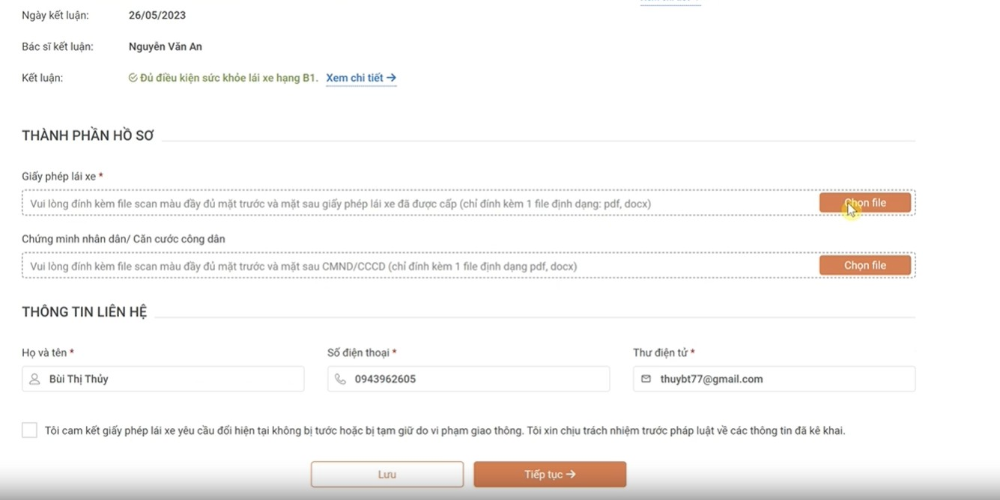 Ngày kết luận: 26/05/2023
Bác sĩ kết luận: Nguyễn Văn An
Kết luận: Đủ điều kiện sức khỏe lái xe hạng B1. Xem chi tiết →
THÀNH PHẦN HỒ SƠ
Giấy phép lái xe *
Vui lòng đính kèm file scan màu đầy đủ mặt trước và mặt sau giấy phép lái xe đã được cấp (chỉ đính kèm 1 file định dạng: pdf, docx) Chọn file
Chứng minh nhân dân/ Căn cước công dân
Vui lòng đính kèm file scan màu đầy đủ mặt trước và mặt sau CMND/CCCD (chỉ đính kèm 1 file định dạng pdf, docx) Chọn file
THÔNG TIN LIÊN HỆ
Họ và tên * Số điện thoại * Thư điện tử *
Bùi Thị Thủy 0943962605 thuybt77@gmail.com
Tôi cam kết giấy phép lái xe yêu cầu đổi hiện tại không bị tước hoặc bị tạm giữ do vi phạm giao thông. Tôi xin chịu trách nhiệm trước pháp luật về các thông tin đã kê khai.
Lưu Tiếp tục →